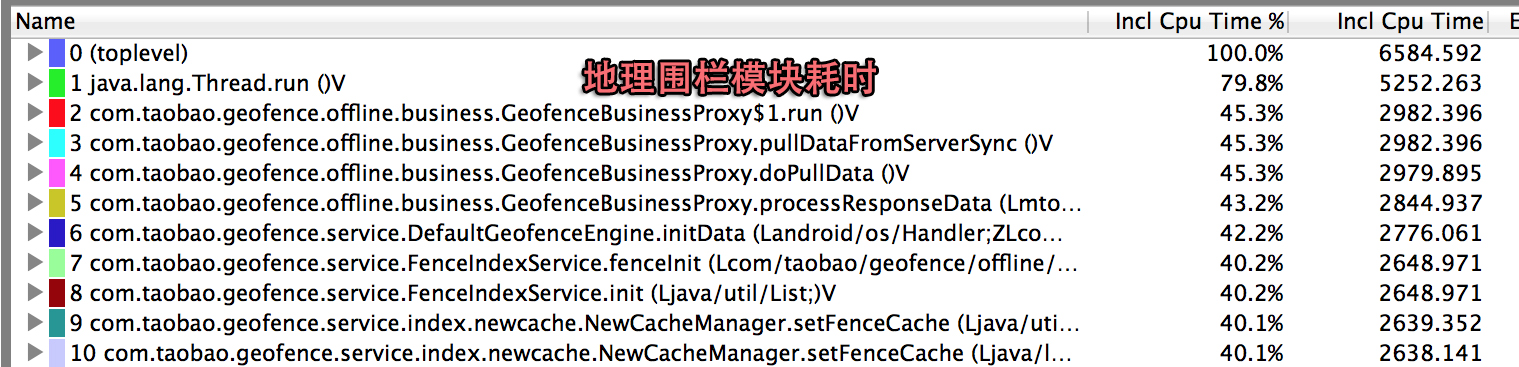 Name Incl Cpu Time % Incl Cpu Time E
0 (toplevel) 100.0% 6584.592
地理围栏模块耗时
1 java.lang.Thread.run ()V 79.8% 5252.263
2 com.taobao.geofence.offline.business.GeofenceBusinessProxy$1.run ()V 45.3% 2982.396
3 com.taobao.geofence.offline.business.GeofenceBusinessProxy.pullDataFromServerSync ()V 45.3% 2982.396
4 com.taobao.geofence.offline.business.GeofenceBusinessProxy.doPullData ()V 45.3% 2979.895
5 com.taobao.geofence.offline.business.GeofenceBusinessProxy.processResponseData (Lmto... 43.2% 2844.937
6 com.taobao.geofence.service.DefaultGeofenceEngine.initData (Landroid/os/Handler;ZLco... 42.2% 2776.061
7 com.taobao.geofence.service.FenceIndexService.fenceInit (Lcom/taobao/geofence/offline/... 40.2% 2648.971
8 com.taobao.geofence.service.FenceIndexService.init (Ljava/util/List;)V 40.2% 2648.971
9 com.taobao.geofence.service.index.newcache.NewCacheManager.setFenceCache (Ljava/uti... 40.1% 2639.352
10 com.taobao.geofence.service.index.newcache.NewCacheManager.setFenceCache (Ljava/l... 40.1% 2638.141